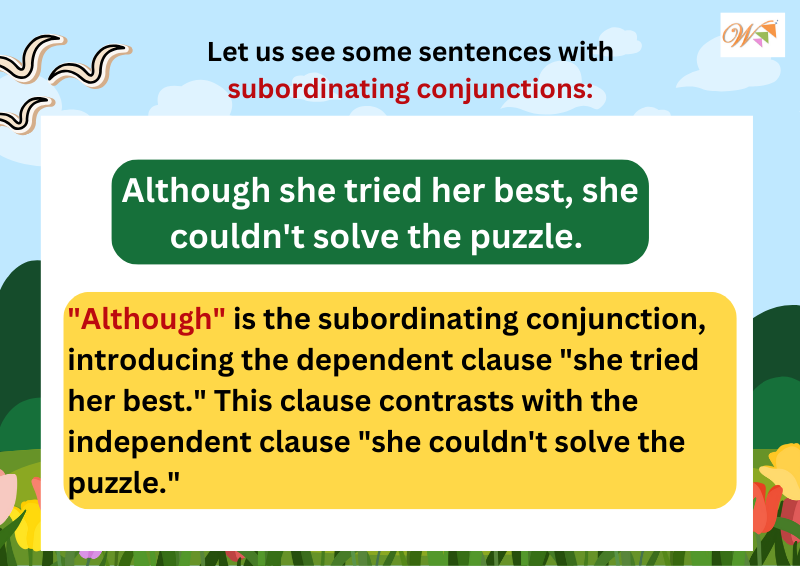 W
Let us see some sentences with
subordinating conjunctions:
Although she tried her best, she
couldn't solve the puzzle.
"Although" is the subordinating conjunction,
introducing the dependent clause "she tried
her best." This clause contrasts with the
independent clause "she couldn't solve the
puzzle."